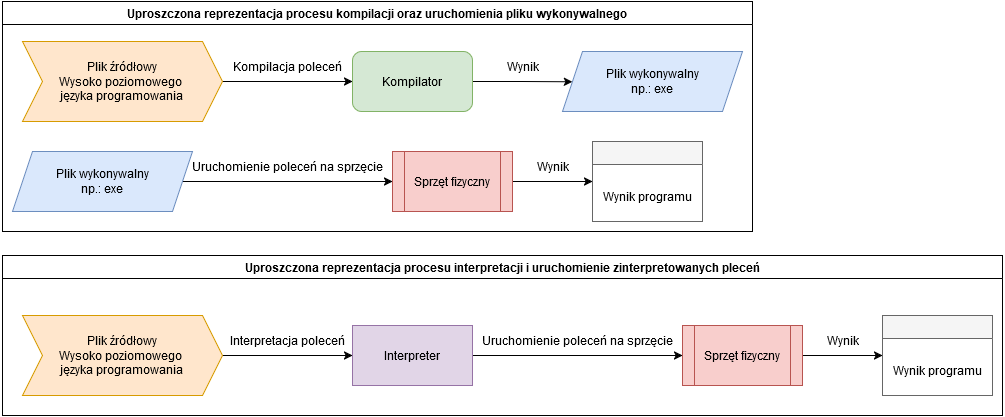 Uproszczona reprezentacja procesu kompilacji oraz uruchomienia pliku wykonywalnego
Plik źródłowy
Wysoko poziomowego
języka programowania
Kompilacja poleceń
Kompilator
Wynik
Plik wykonywalny
np.: exe
Plik wykonywalny
np.: exe
Uruchomienie poleceń na sprzęcie
Sprzęt fizyczny
Wynik
Wynik programu
Uproszczona reprezentacja procesu interpretacji i uruchomienie zinterpretowanych pleceń
Plik źródłowy
Wysoko poziomowego
języka programowania
Interpretacja poleceń
Interpreter
Uruchomienie poleceń na sprzęcie
Sprzęt fizyczny
Wynik
Wynik programu